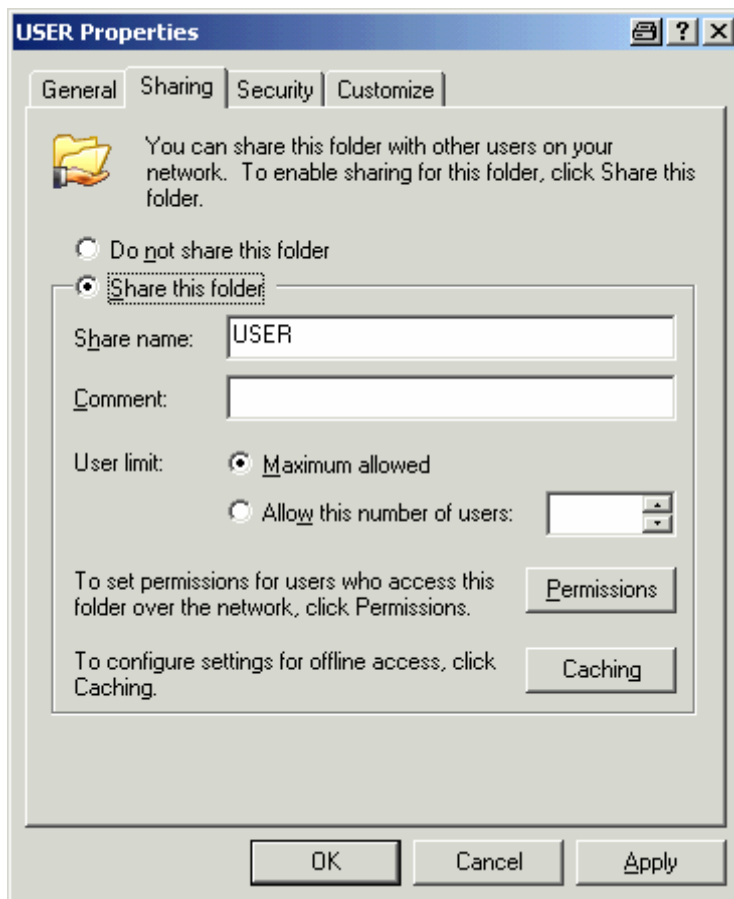 USER Properties
General Sharing Security Customize
You can share this folder with other users on your
network. To enable sharing for this folder, click Share this
folder.
Do not share this folder
Share this folder
Share name: USER
Comment:
User limit: Maximum allowed
Allow this number of users:
To set permissions for users who access this
folder over the network, click Permissions.
Permissions
To configure settings for offline access, click
Caching.
Caching
OK Cancel Apply